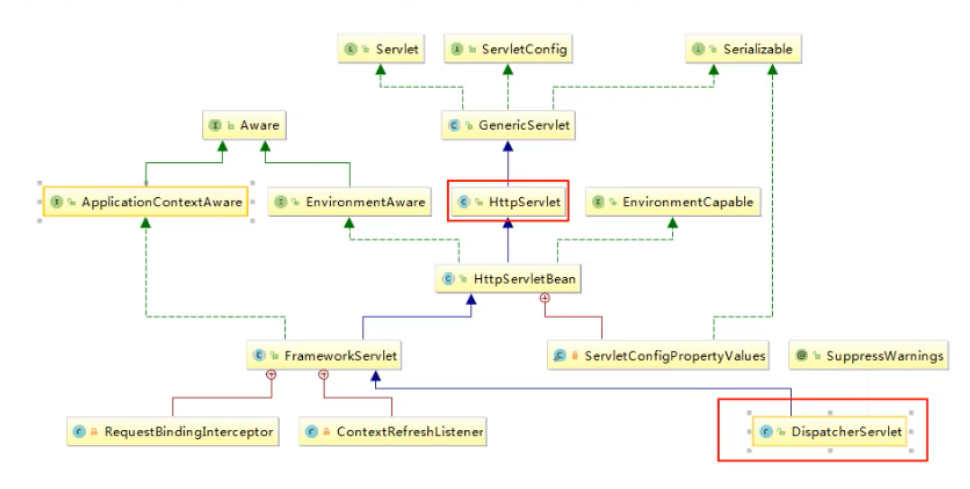 Servlet
ServletConfig
Serializable
Aware
GenericServlet
ApplicationContextAware
EnvironmentAware
HttpServlet
EnvironmentCapable
HttpServletBean
FrameworkServlet
ServletConfigPropertyValues
SuppressWarnings
RequestBindingInterceptor
ContextRefreshListener
DispatcherServlet